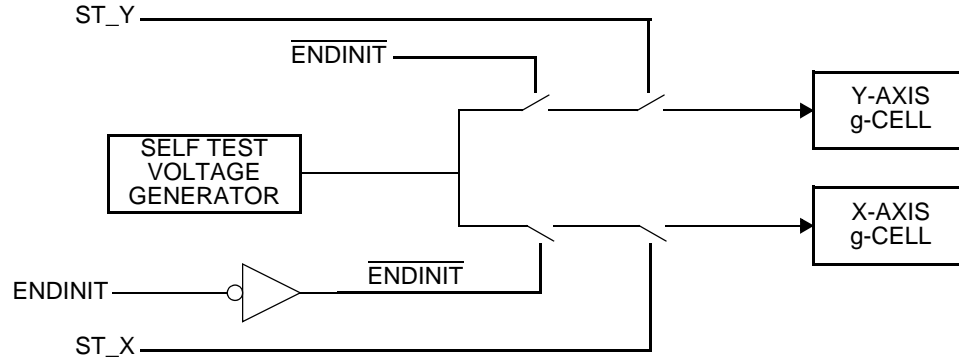 ST_Y
ENDINIT
Y-AXIS
g-CELL
SELF TEST
VOLTAGE
GENERATOR
X-AXIS
g-CELL
ENDINIT
ENDINIT
ST_X